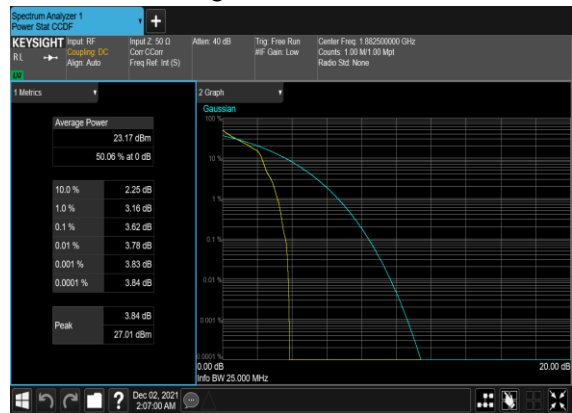 Spectrum Analyzer 1
Power Stat CCDF
KEYSIGHT
RL
Input: RF
Coupling: DC
Align: Auto
Input Z: 50 Ω
Corr CCorr
Freq Ref: Int (S)
Atten: 40 dB
Trig: Free Run
#IF Gain: Low
Center Freq: 1.882500000 GHz
Counts: 1.00 M/1.00 Mpt
Radio Std: None
1 Metrics
Average Power
23.17 dBm
50.06 % at 0 dB
10.0 % 2.25 dB
1.0 % 3.16 dB
0.1 % 3.62 dB
0.01 % 3.78 dB
0.001 % 3.83 dB
0.0001 % 3.84 dB
Peak
3.84 dB
27.01 dBm
2 Graph
Gaussian
100 %
10 %
1 %
0.1 %
0.01 %
0.001 %
0.0001 %
0.00 dB
20.00 dB
Info BW 25.000 MHz
?
Dec 02, 2021
2:07:00 AM